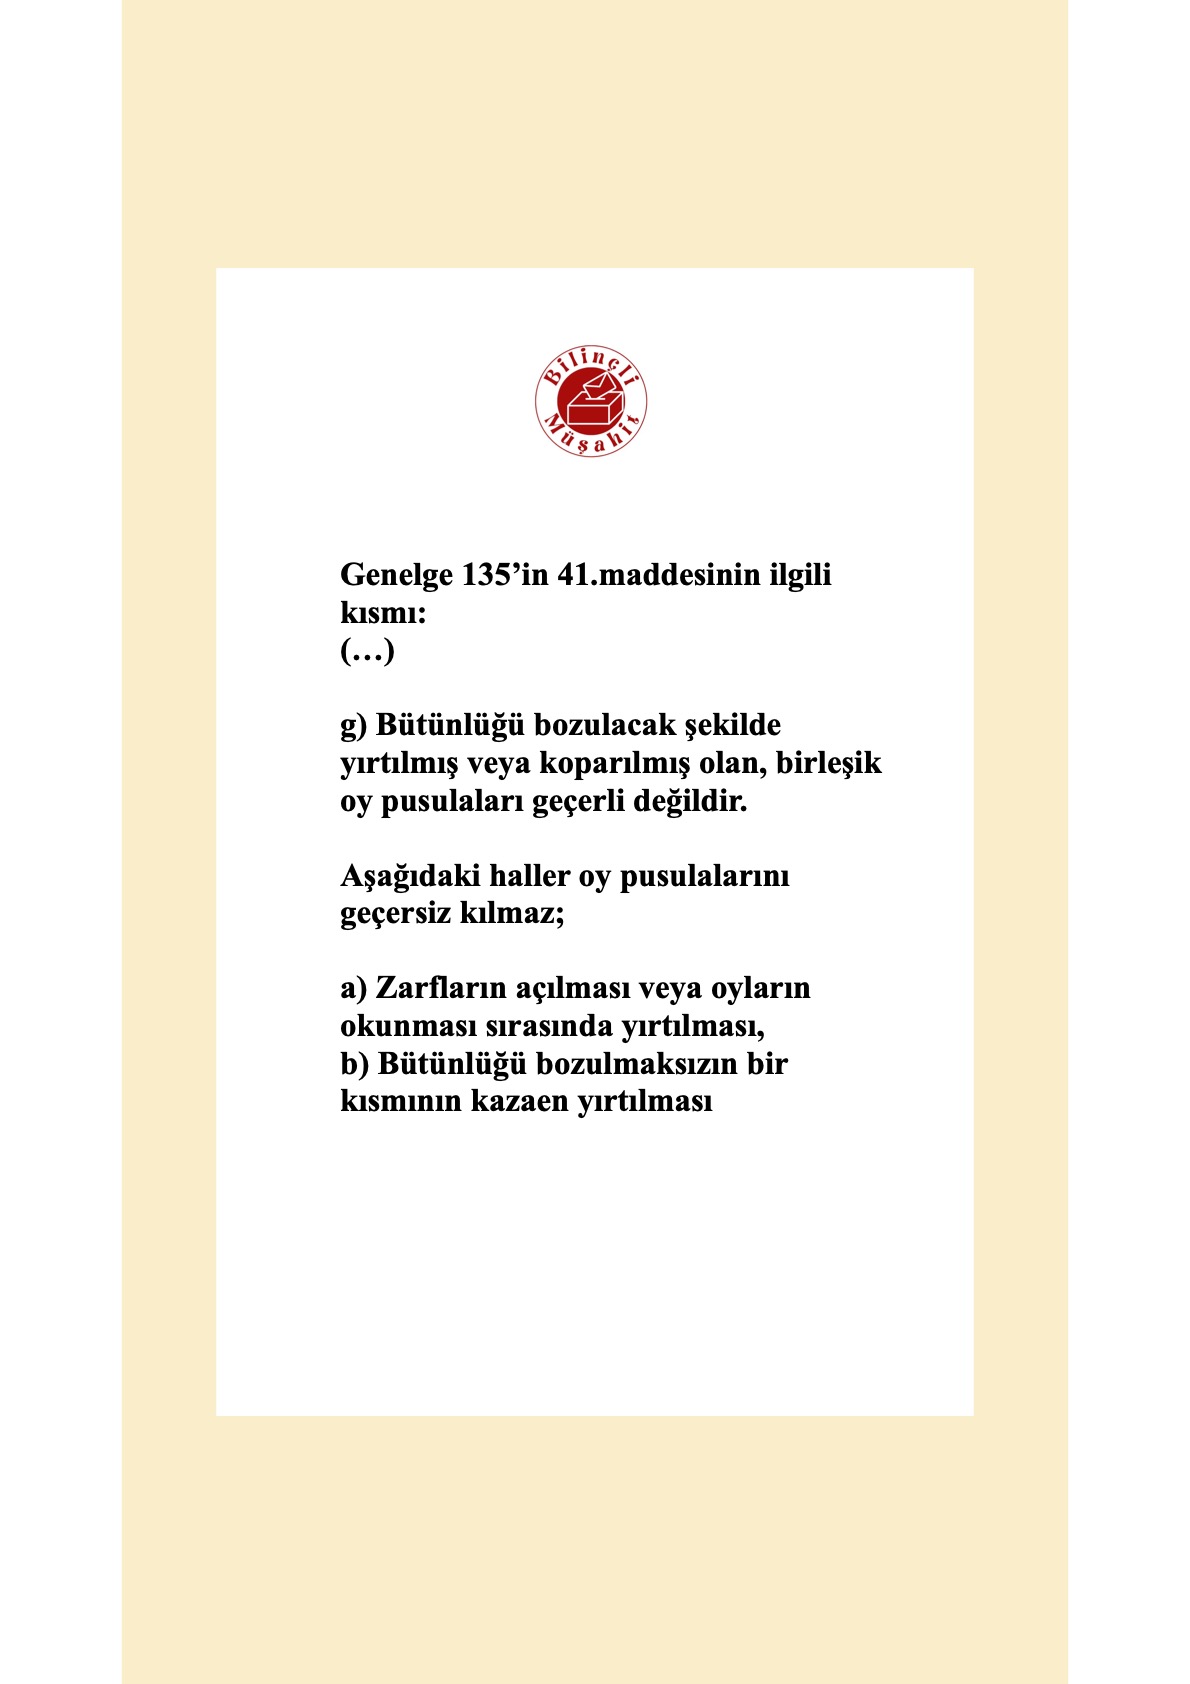 Bilinçli
Müşahit
Genelge 135’in 41.maddesinin ilgili
kısmı:
(…)
g) Bütünlüğü bozulacak şekilde
yırtılmış veya koparılmış olan, birleşik
oy pusulaları geçerli değildir.
Aşağıdaki haller oy pusulalarını
geçersiz kılmaz;
a) Zarfların açılması veya oyların
okunması sırasında yırtılması,
b) Bütünlüğü bozulmaksızın bir
kısmının kazaen yırtılması